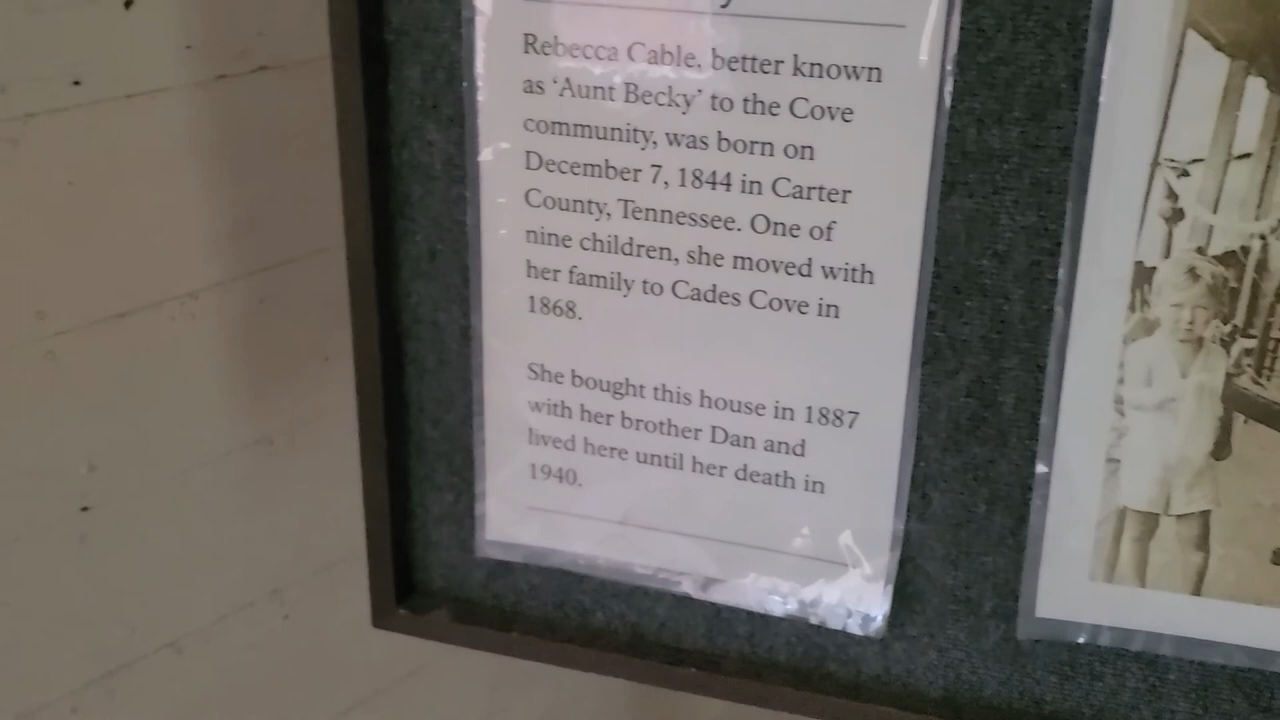 Rebecca Cable, better known
as ‘Aunt Becky’ to the Cove
community, was born on
December 7, 1844 in Carter
County, Tennessee. One of
nine children, she moved with
her family to Cades Cove in
1868.
She bought this house in 1887
with her brother Dan and
lived here until her death in
1940.